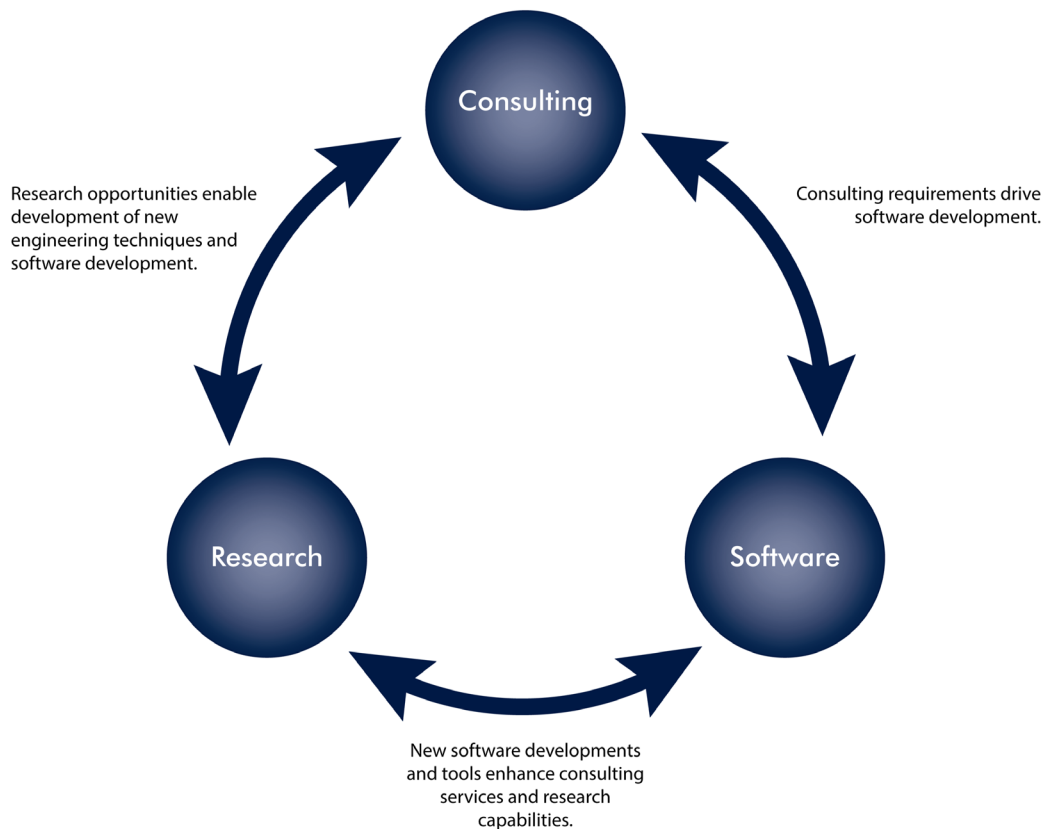 Consulting
Research opportunities enable
development of new
engineering techniques and
software development.
Consulting requirements drive
software development.
Research
Software
New software developments
and tools enhance consulting
services and research
capabilities.